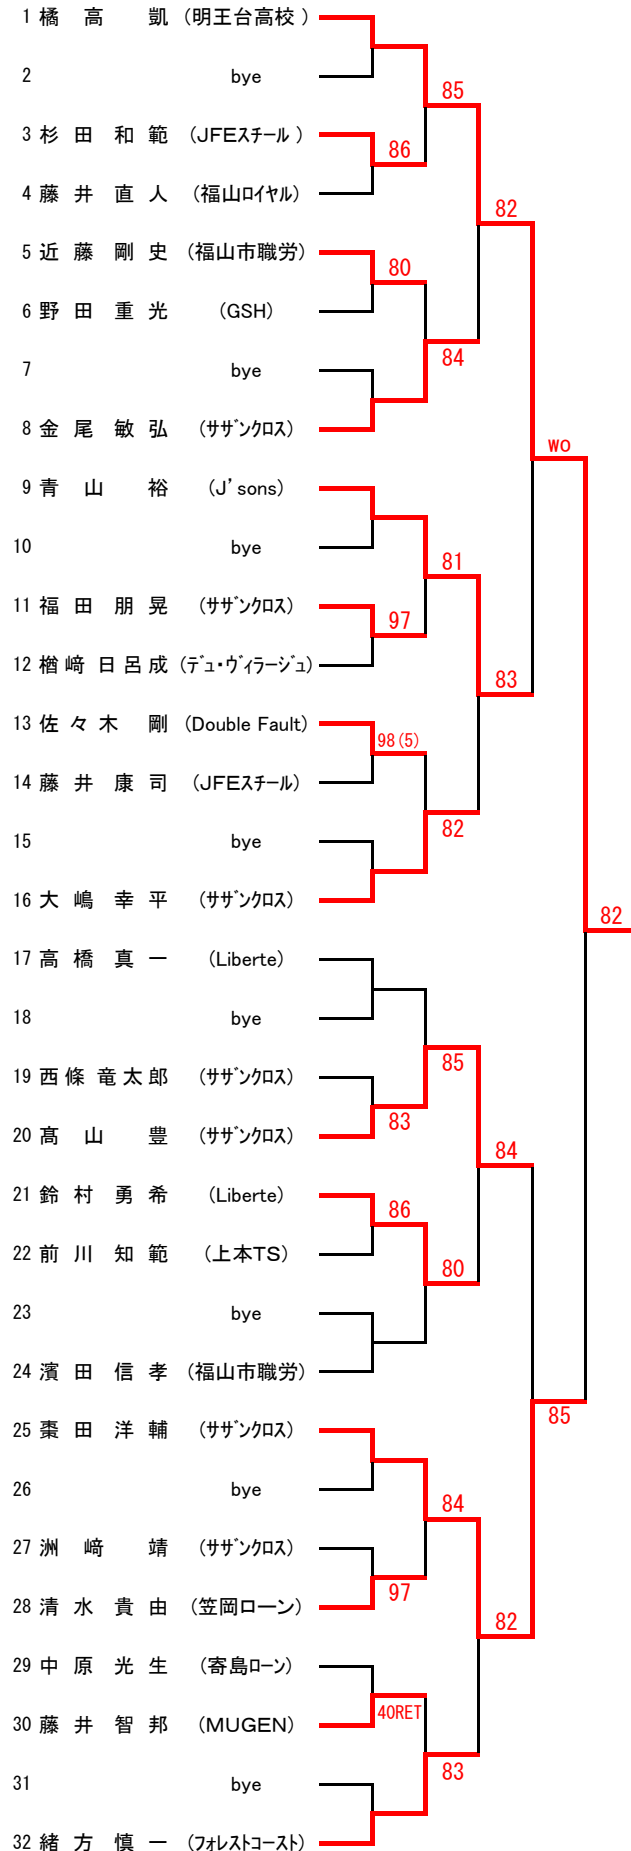 1 橘 高 凱 (明王台高校 )
2 bye
85
3 杉 田 和 範 (JFEスチール )
86
4 藤 井 直 人 (福山ロイヤル)
82
5 近 藤 剛 史 (福山市職労)
80
6 野 田 重 光 (GSH)
84
7 bye
8 金 尾 敏 弘 (サザンクロス)
WO
9 青 山 裕 (J'sons)
10 bye
81
11 福 田 朋 晃 (サザンクロス)
97
12 楢 﨑 日 呂 成 (デュ・ヴィラージュ)
83
13 佐 々 木 剛 (Double Fault)
98(5)
14 藤 井 康 司 (JFEスチール)
82
15 bye
16 大 嶋 幸 平 (サザンクロス)
82
17 高 橋 真 一 (Liberte)
18 bye
85
19 西 條 竜 太 郎 (サザンクロス)
83
20 髙 山 豊 (サザンクロス)
84
21 鈴 村 勇 希 (Liberte)
86
22 前 川 知 範 (上本TS)
80
23 bye
24 濱 田 信 孝 (福山市職労)
85
25 棗 田 洋 輔 (サザンクロス)
26 bye
84
27 洲 﨑 靖 (サザンクロス)
97
28 清 水 貴 由 (笠岡ローン)
82
29 中 原 光 生 (寄島ローン)
40RET
30 藤 井 智 邦 (MUGEN)
83
31 bye
32 緒 方 慎 一 (フォレストコースト)